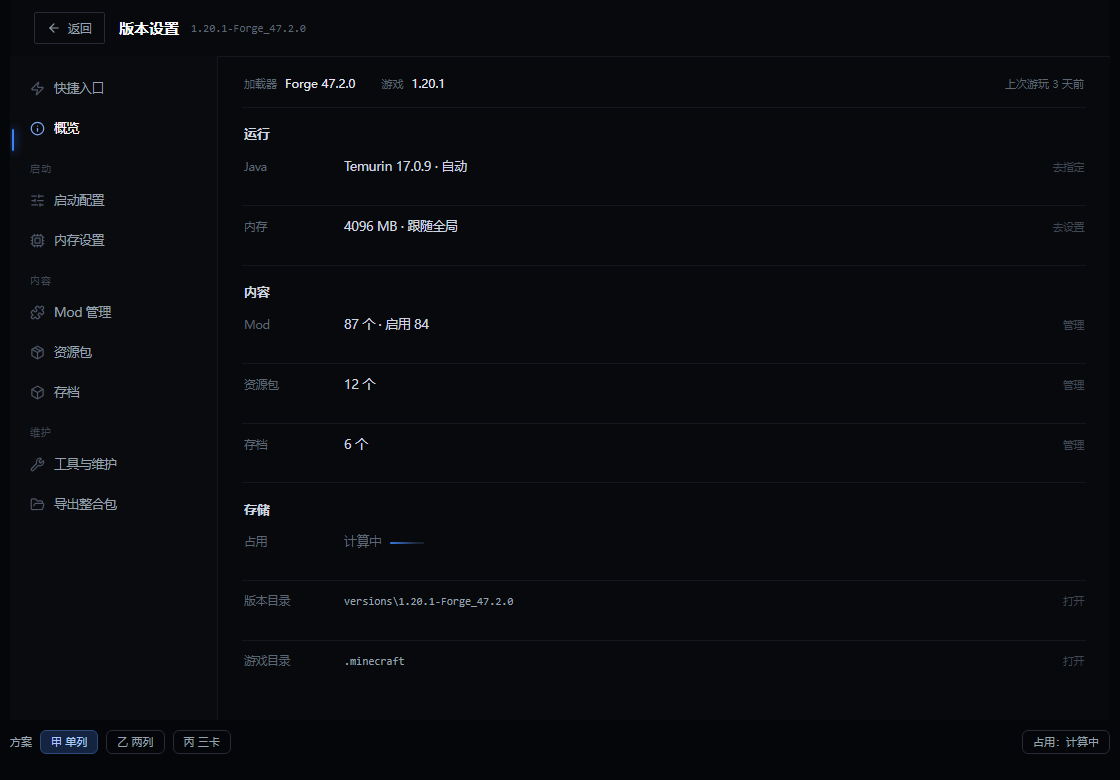 返回 版本设置 1.20.1-Forge_47.2.0
快捷入口
概览
启动
启动配置
内存设置
内容
Mod 管理
资源包
存档
维护
工具与维护
导出整合包
加载器 Forge 47.2.0 游戏 1.20.1 上次游玩 3 天前
运行
Java Temurin 17.0.9 · 自动 去指定
内存 4096 MB · 跟随全局 去设置
内容
Mod 87 个 · 启用 84 管理
资源包 12 个 管理
存档 6 个 管理
存储
占用 计算中
版本目录 versions\1.20.1-Forge_47.2.0 打开
游戏目录 .minecraft 打开
方案 甲 单列 乙 两列 丙 三卡 占用：计算中